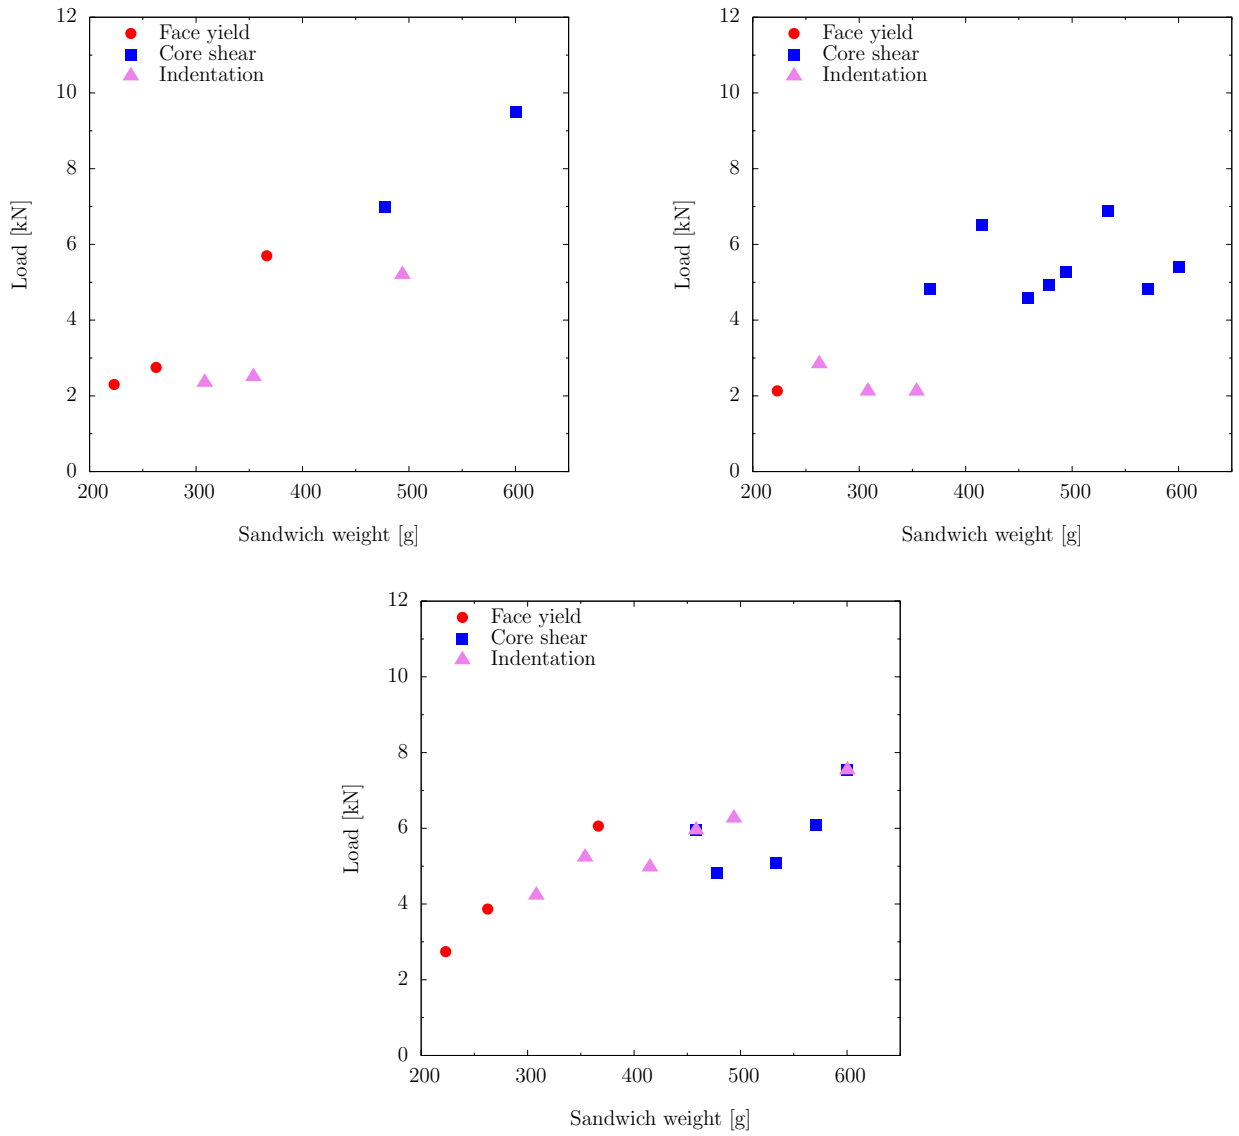 12
10
8
6
4
2
0
200 300 400 500 600
Load [kN]
Sandwich weight [g]
Face yield
Core shear
Indentation
12
10
8
6
4
2
0
200 300 400 500 600
Load [kN]
Sandwich weight [g]
Face yield
Core shear
Indentation
12
10
8
6
4
2
0
200 300 400 500 600
Load [kN]
Sandwich weight [g]
Face yield
Core shear
Indentation